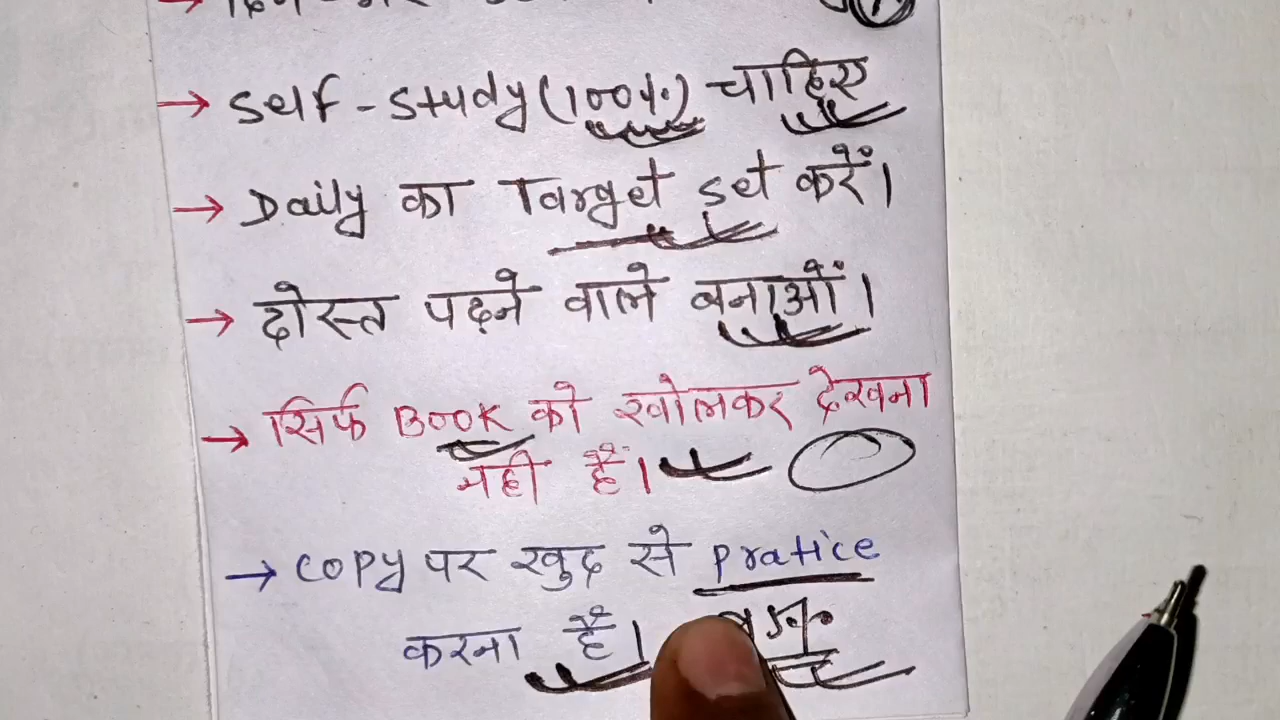 → self-study (100%) चाहिए
→ Daily का Target set करें।
→ दोस्त पढ़ने वाले बनाओं।
→ सिर्फ Book को खोलकर देखना
नही है।
→ copy पर खुद से pratice
करना है।